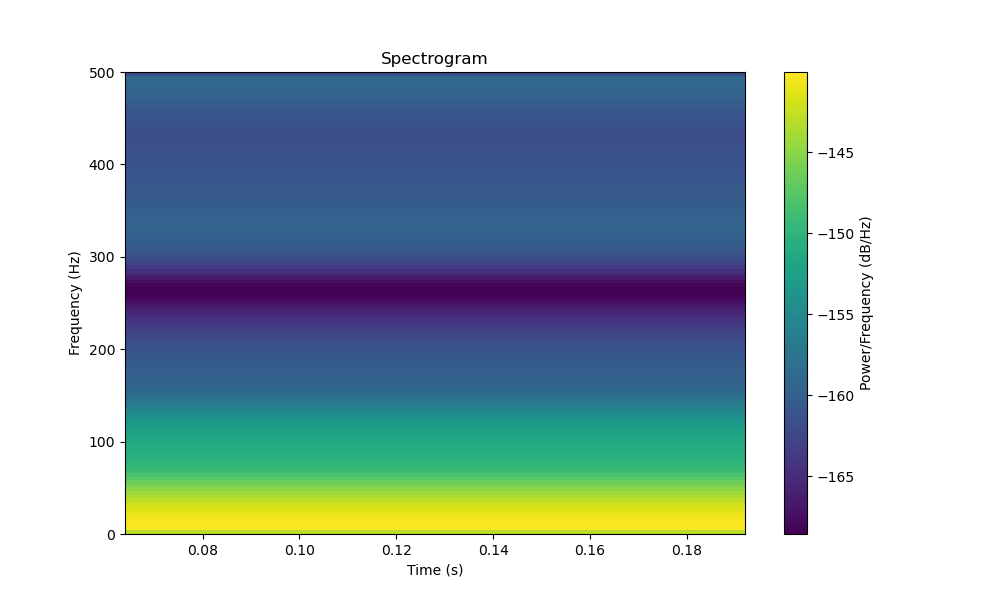 Spectrogram
500
400
300
200
100
0
Frequency (Hz)
0.08 0.10 0.12 0.14 0.16 0.18
Time (s)
−145
−150
−155
−160
−165
Power/Frequency (dB/Hz)